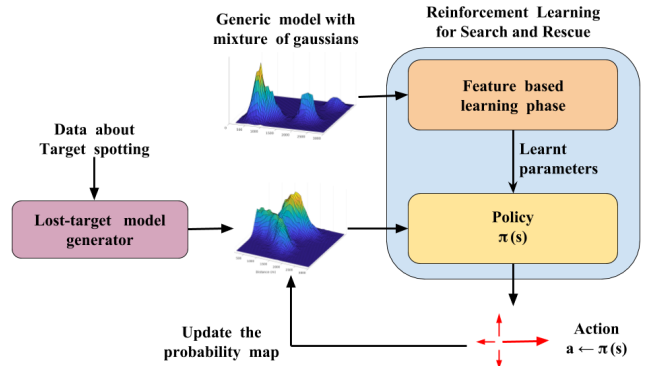 Generic model with
mixture of gaussians
Reinforcement Learning
for Search and Rescue
Feature based
learning phase
Data about
Target spotting
Learnt
parameters
Lost-target model
generator
Policy
π(s)
Update the
probability map
Action
a ← π(s)